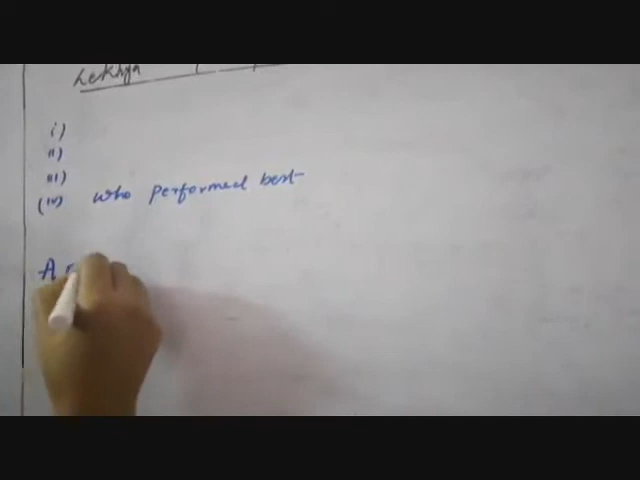 Lekhya
i)
ii)
iii)
(iv) who performed best
A